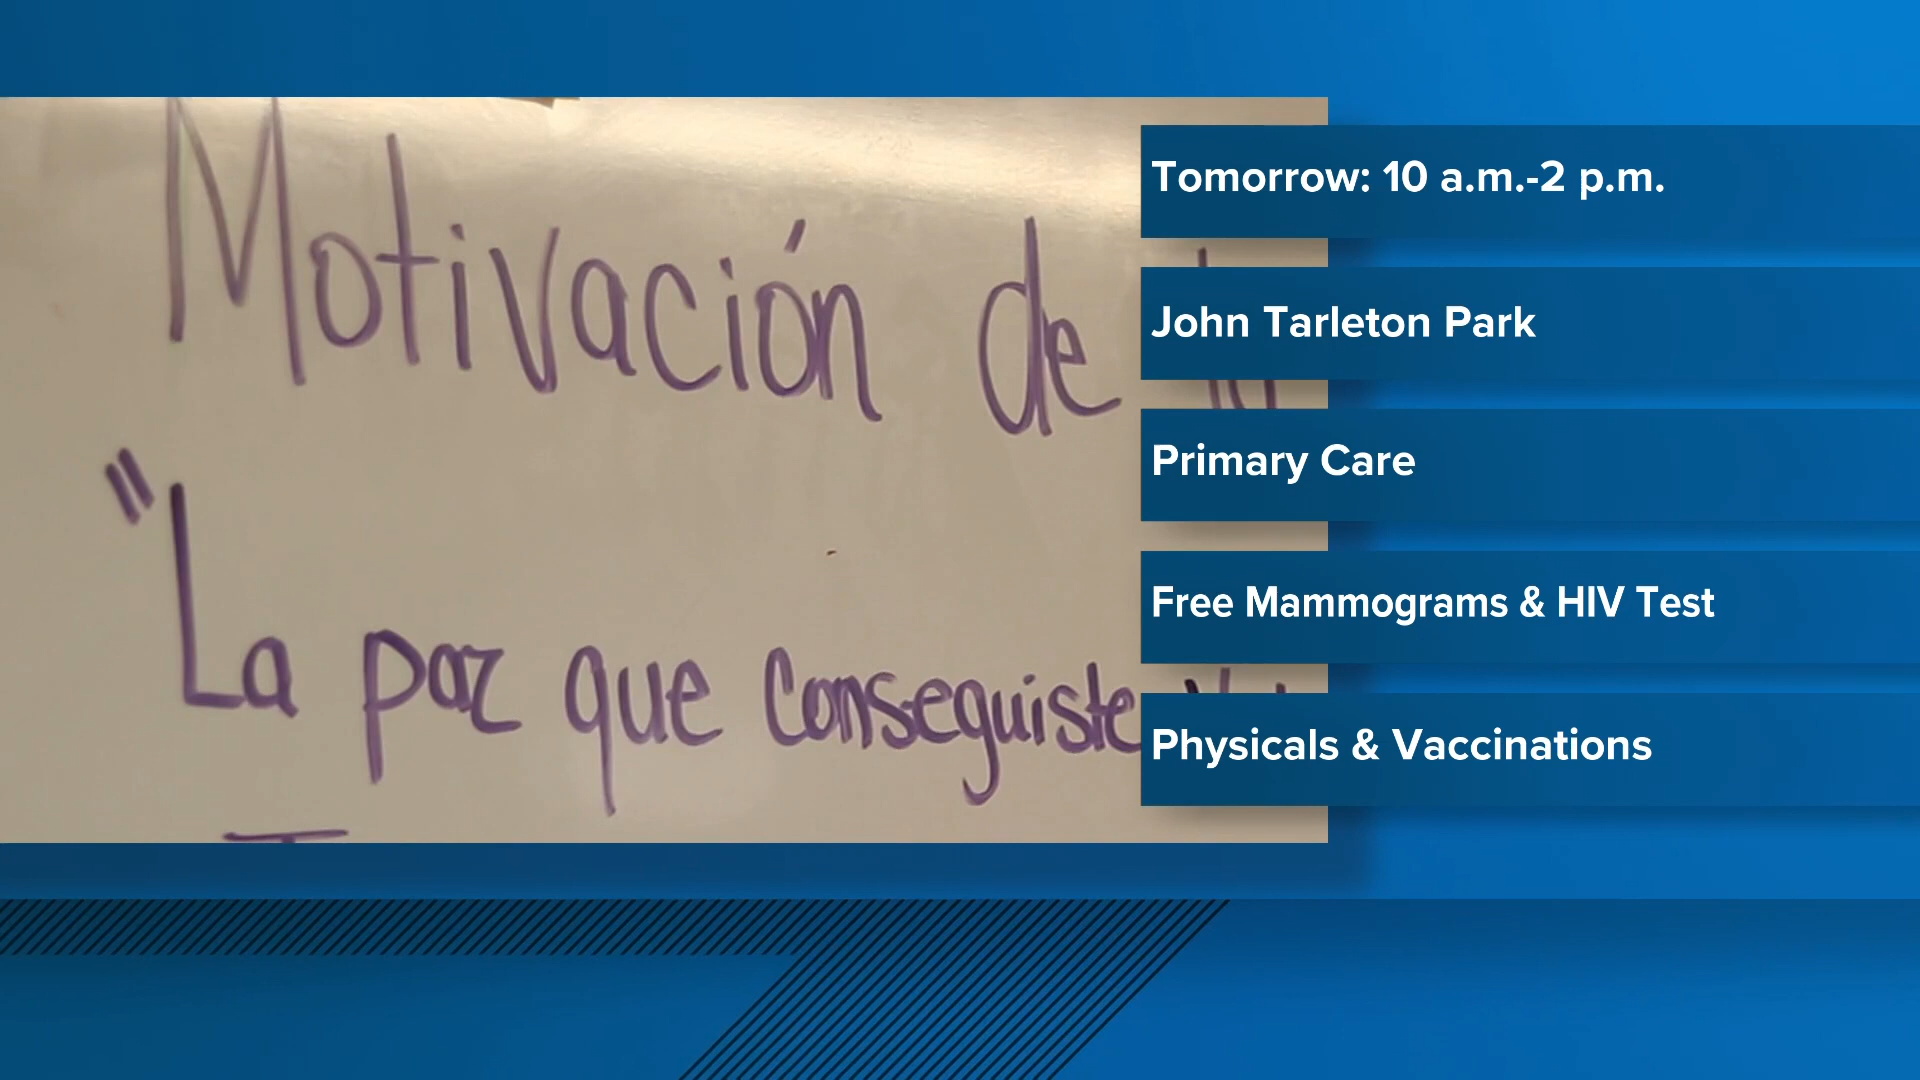 Motivación de
"La paz que conseguiste
Tomorrow: 10 a.m.-2 p.m.
John Tarleton Park
Primary Care
Free Mammograms & HIV Test
Physicals & Vaccinations